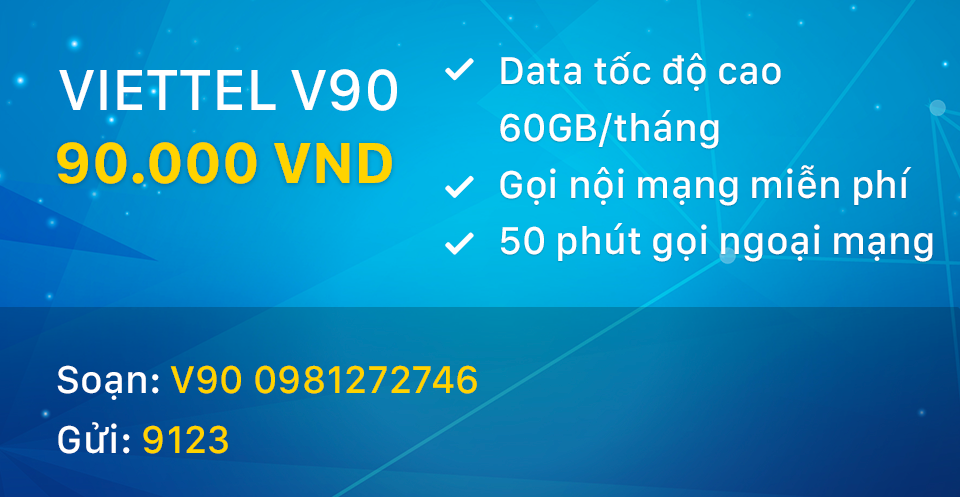 VIETTEL V90
90.000 VND
Data tốc độ cao
60GB/tháng
Gọi nội mạng miễn phí
50 phút gọi ngoại mạng
Soạn: V90 0981272746
Gửi: 9123